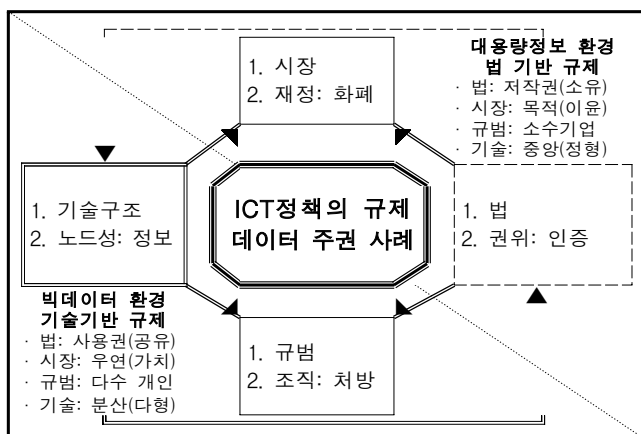 1. 시장
2. 재정: 화폐
대용량정보 환경
법 기반 규제
· 법: 저작권(소유)
· 시장: 목적(이윤)
· 규범: 소수기업
· 기술: 중앙(정형)
1. 기술구조
2. 노드성: 정보
ICT정책의 규제
데이터 주권 사례
1. 법
2. 권위: 인증
빅데이터 환경
기술기반 규제
· 법: 사용권(공유)
· 시장: 우연(가치)
· 규범: 다수 개인
· 기술: 분산(다형)
1. 규범
2. 조직: 처방